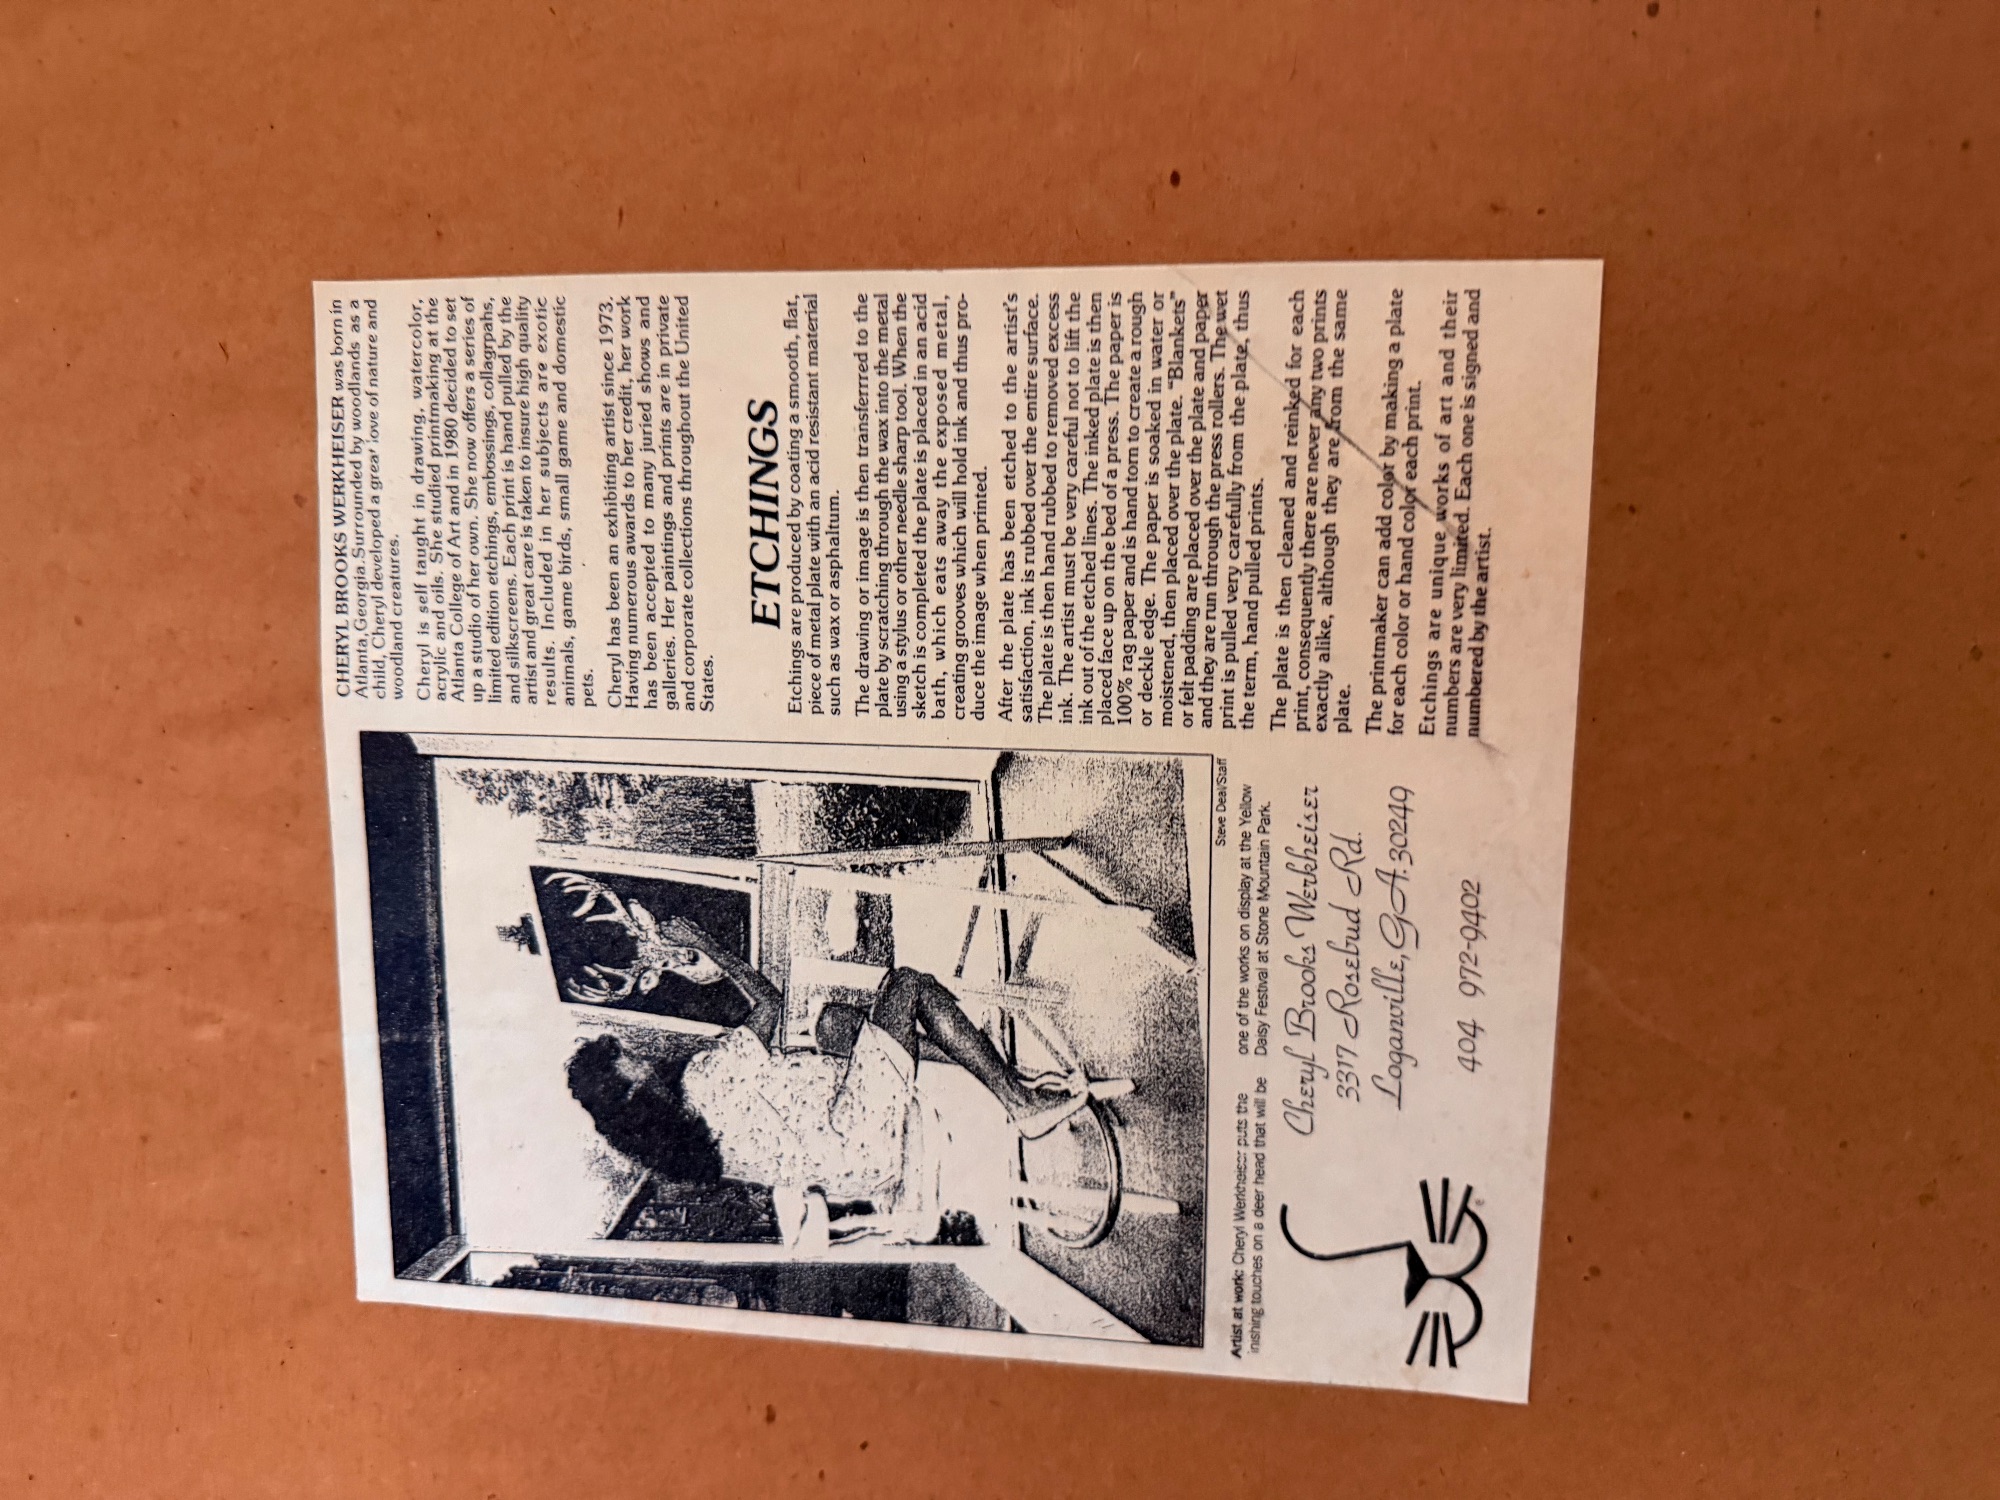 CHERYL BROOKS WERKHEISER was born in
Atlanta, Georgia. Surrounded by woodlands as a
child, Cheryl developed a great love of nature and
woodland creatures.
Cheryl is self taught in drawing, watercolor,
acrylic and oils. She studied printmaking at the
Atlanta College of Art and in 1980 decided to set
up a studio of her own. She now offers a series of
limited edition etchings, embossings, collagrpahs,
and silkscreens. Each print is hand pulled by the
artist and great care is taken to insure high quality
results. Included in her subjects are exotic
animals, game birds, small game and domestic
pets.
Cheryl has been an exhibiting artist since 1973.
Having numerous awards to her credit, her work
has been accepted to many juried shows and
galleries. Her paintings and prints are in private
and corporate collections throughout the United
States.
ETCHINGS
Etchings are produced by coating a smooth, flat,
piece of metal plate with an acid resistant material
such as wax or asphaltum.
The drawing or image is then transferrred to the
plate by scratching through the wax into the metal
using a stylus or other needle sharp tool. When the
sketch is completed the plate is placed in an acid
bath, which eats away the exposed metal,
creating grooves which will hold ink and thus pro-
duce the image when printed.
After the plate has been etched to the artist's
satisfaction, ink is rubbed over the entire surface.
The plate is then hand rubbed to removed excess
ink. The artist must be very careful not to lift the
ink out of the etched lines. The inked plate is then
placed face up on the bed of a press. The paper is
100% rag paper and is hand torn to create a rough
or deckle edge. The paper is soaked in water or
moistened, then placed over the plate. "Blankets"
or felt padding are placed over the plate and paper
and they are run through the press rollers. The wet
print is pulled very carefully from the plate, thus
the term, hand pulled prints.
The plate is then cleaned and reinked for each
print, consequently there are never any two prints
exactly alike, although they are from the same
plate.
The printmaker can add color by making a plate
for each color or hand color each print.
Etchings are unique works of art and their
numbers are very limited. Each one is signed and
numbered by the artist.
Steve Deal/Staff
Artist at work: Cheryl Werkheiser puts the
inishing touches on a deer head that will be
one of the works on display at the Yellow
Daisy Festival at Stone Mountain Park.
Cheryl Brooks Werkheiser
3317 Rosebud Rd.
Loganville, GA. 30249
404 972-9402